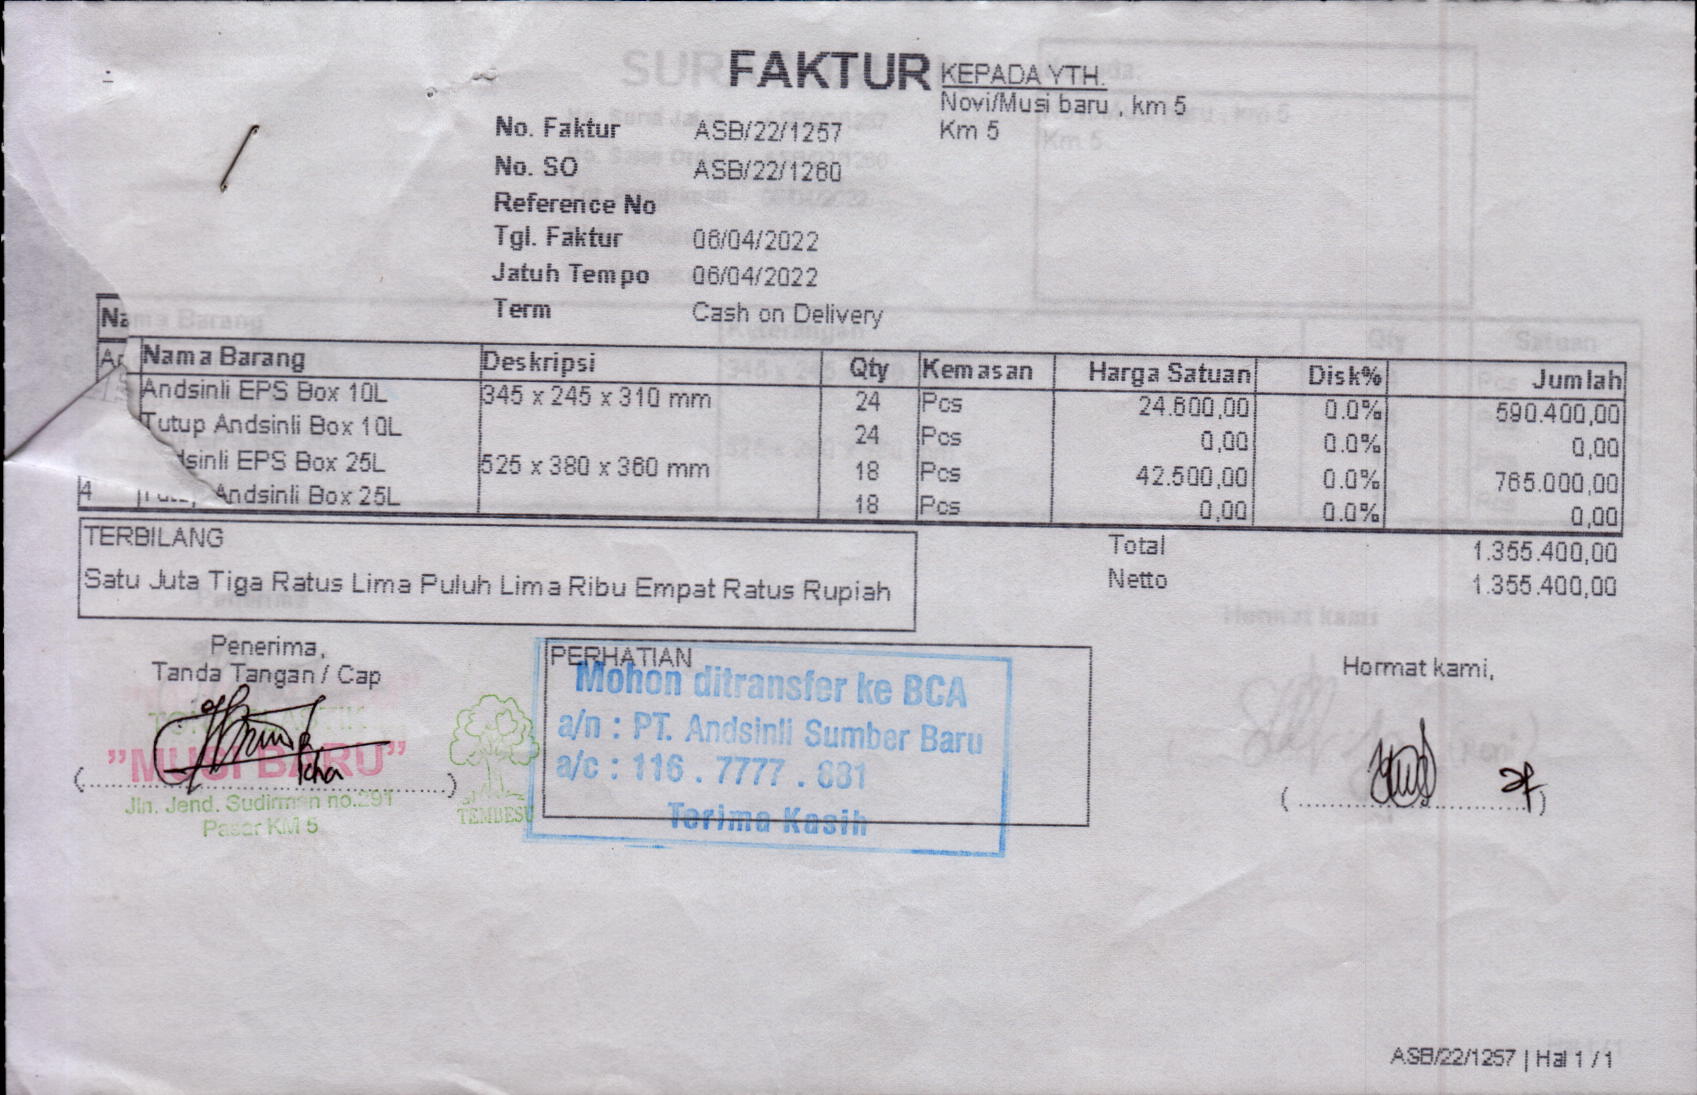 FAKTUR
KEPADA YTH.
Novi/Musi baru , km 5
Km 5
No. Faktur ASB/22/1257
No. SO ASB/22/1260
Reference No
Tgl. Faktur 06/04/2022
Jatuh Tempo 06/04/2022
Term Cash on Delivery
Nama Barang Deskripsi Qty Kemasan Harga Satuan Disk% Jumlah
Andsinli EPS Box 10L 345 x 245 x 310 mm 24 Pcs 24.600,00 0.0% 590.400,00
Tutup Andsinli Box 10L 24 Pcs 0,00 0.0% 0,00
dsinli EPS Box 25L 525 x 380 x 360 mm 18 Pcs 42.500,00 0.0% 765.000,00
4 Andsinli Box 25L 18 Pcs 0,00 0.0% 0,00
TERBILANG
Satu Juta Tiga Ratus Lima Puluh Lima Ribu Empat Ratus Rupiah
Total 1.355.400,00
Netto 1.355.400,00
Penerima,
Tanda Tangan / Cap
"MUSI BARU"
Jln. Jend. Sudirman no.291
Pasar KM 5
TEMBESU
PERHATIAN
Mohon ditransfer ke BCA
a/n : PT. Andsinli Sumber Baru
a/c : 116 . 7777 . 681
Terima Kasih
Hormat kami,
ASB/22/1257 | Hal 1 / 1